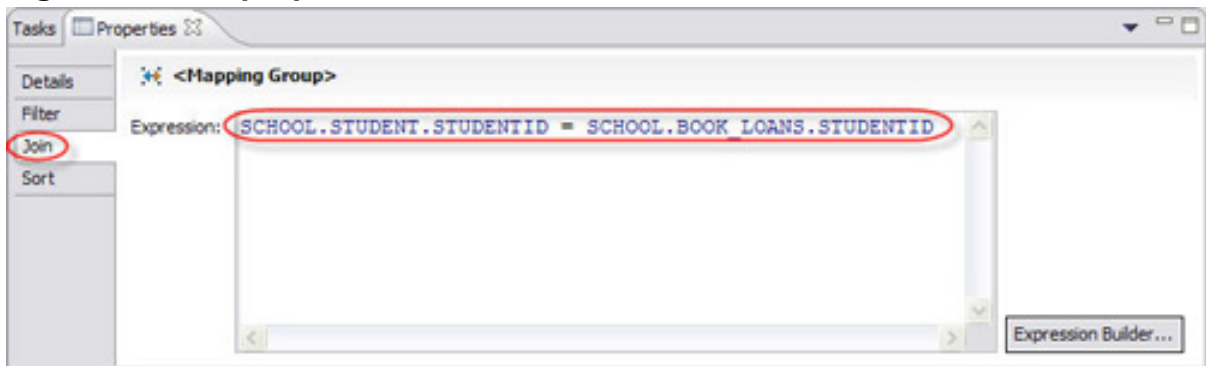 Tasks Properties
Details
<Mapping Group>
Filter
Expression: SCHOOL.STUDENT.STUDENTID = SCHOOL.BOOK_LOANS.STUDENTID
Join
Sort
Expression Builder...